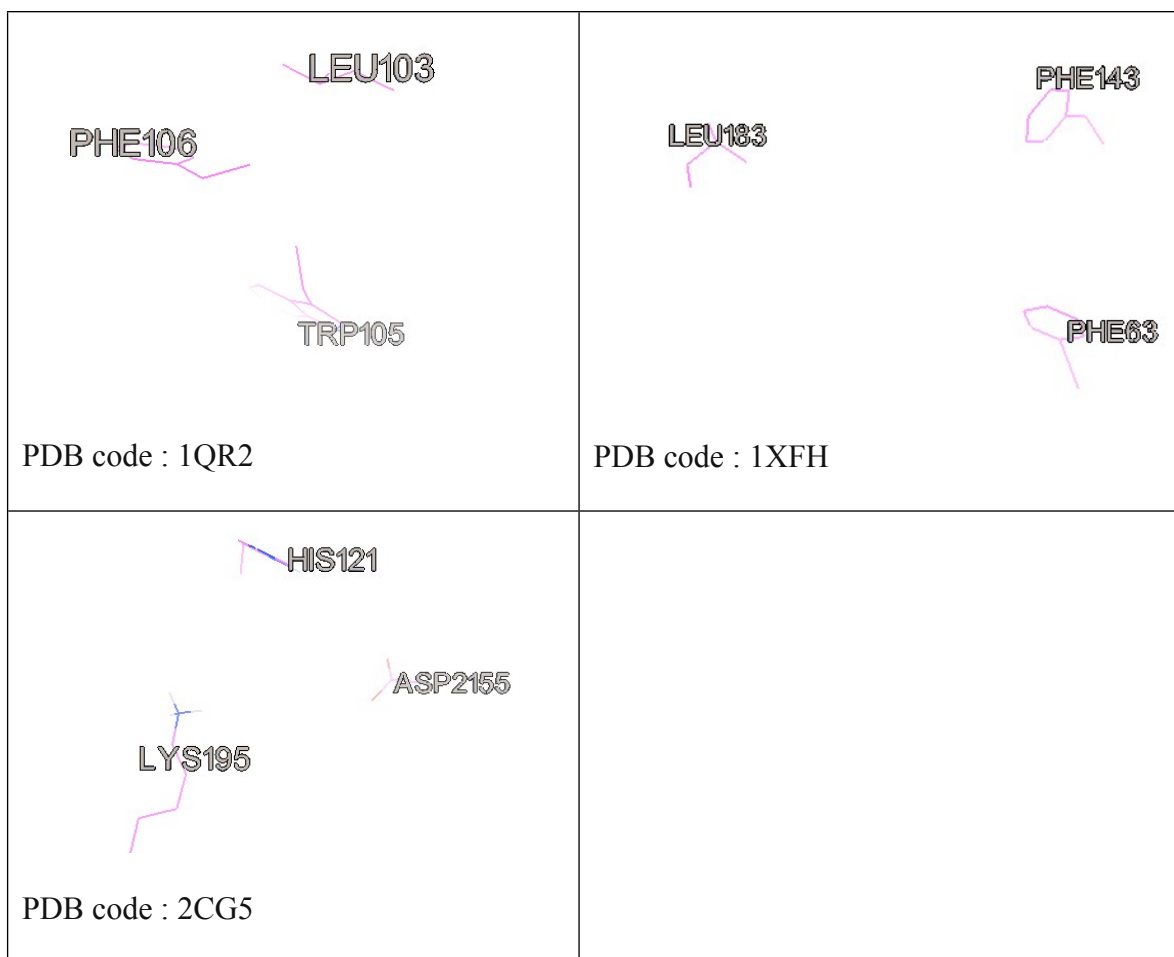 LEU103
PHE106
TRP105
PDB code : 1QR2
PHE143
LEU183
PHE63
PDB code : 1XFH
HIS121
ASP2155
LYS195
PDB code : 2CG5